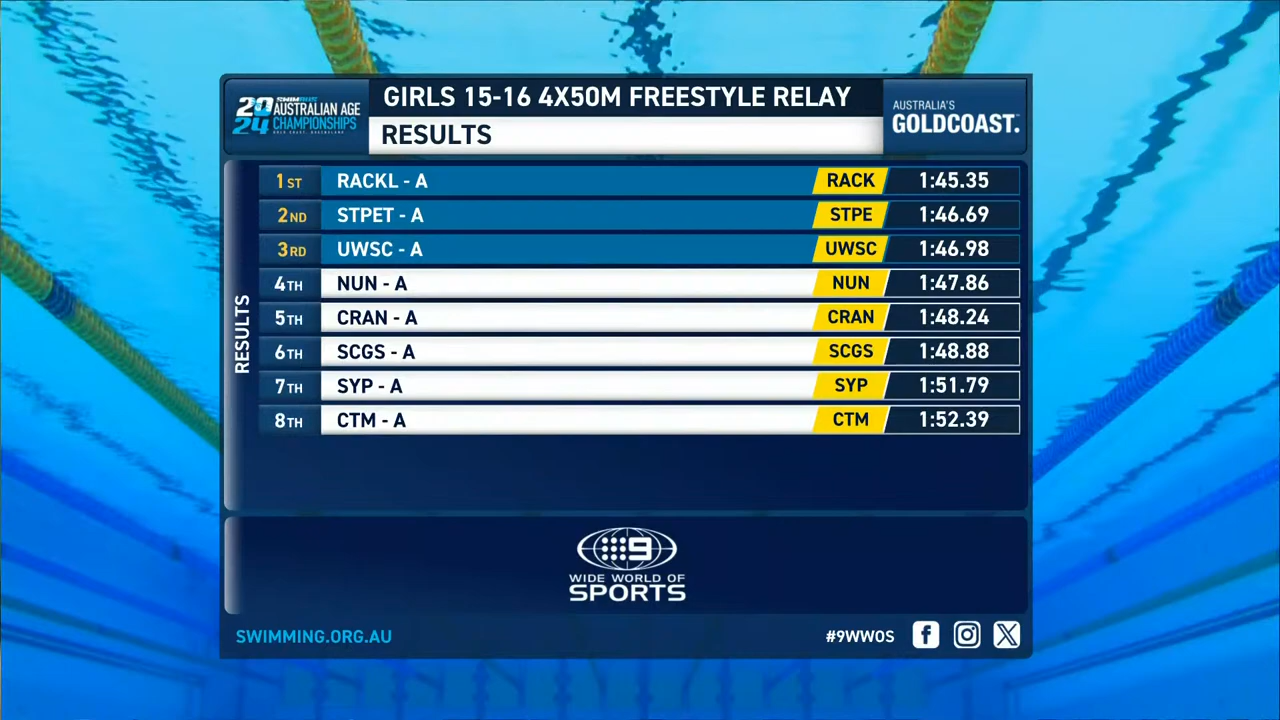 2024 AUSTRALIAN AGE CHAMPIONSHIPS
GIRLS 15-16 4X50M FREESTYLE RELAY
RESULTS
AUSTRALIA'S
GOLDCOAST.
RESULTS
1ST RACKL - A RACK 1:45.35
2ND STPET - A STPE 1:46.69
3RD UWSC - A UWSC 1:46.98
4TH NUN - A NUN 1:47.86
5TH CRAN - A CRAN 1:48.24
6TH SCGS - A SCGS 1:48.88
7TH SYP - A SYP 1:51.79
8TH CTM - A CTM 1:52.39
9
WIDE WORLD OF
SPORTS
SWIMMING.ORG.AU #9WWOS